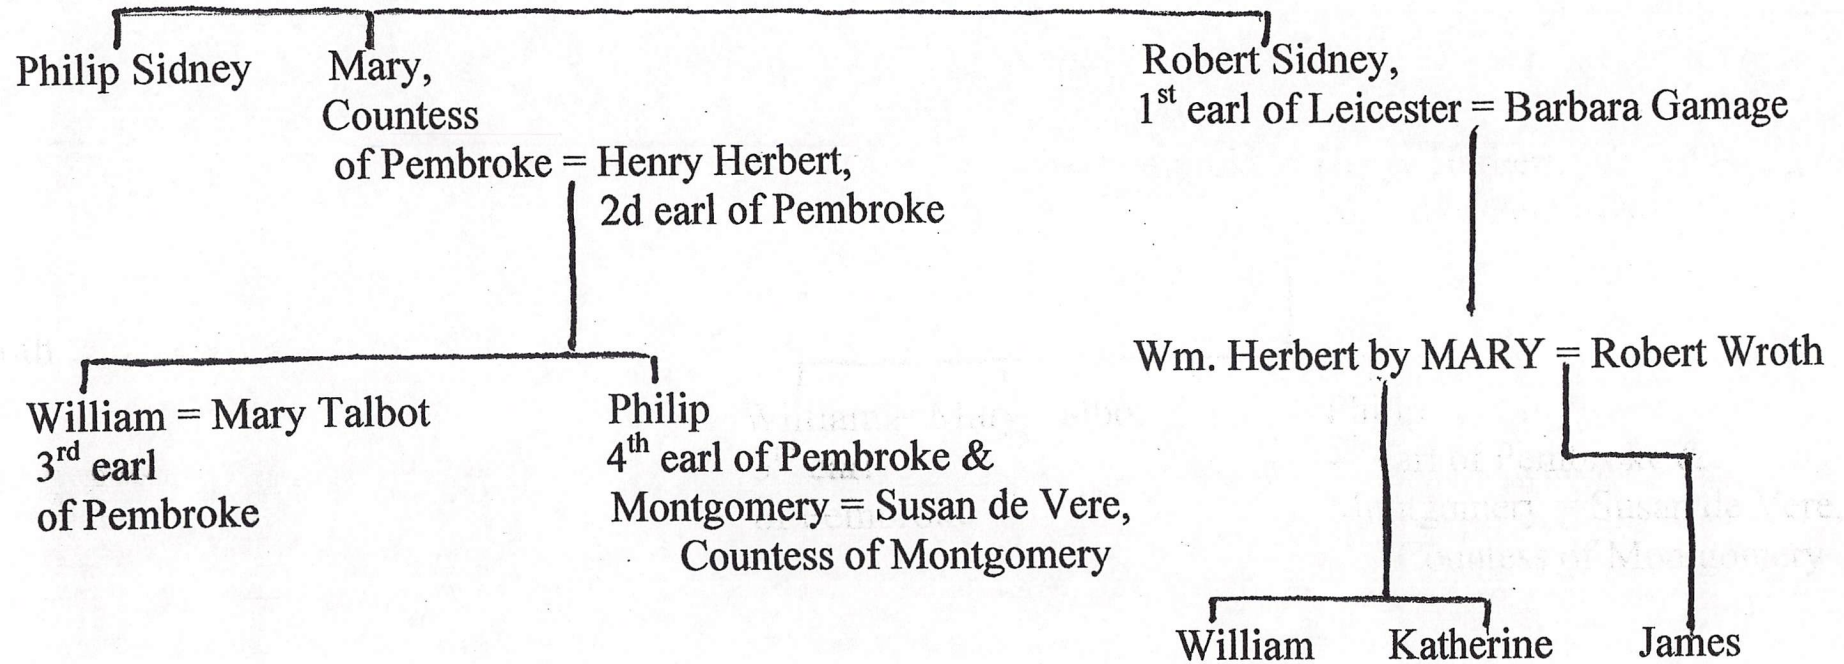 Philip Sidney
Mary,
Countess
of Pembroke = Henry Herbert,
2d earl of Pembroke
Robert Sidney,
1st earl of Leicester = Barbara Gamage
William = Mary Talbot
3rd earl
of Pembroke
Philip
4th earl of Pembroke &
Montgomery = Susan de Vere,
Countess of Montgomery
Wm. Herbert by MARY = Robert Wroth
William
Katherine
James